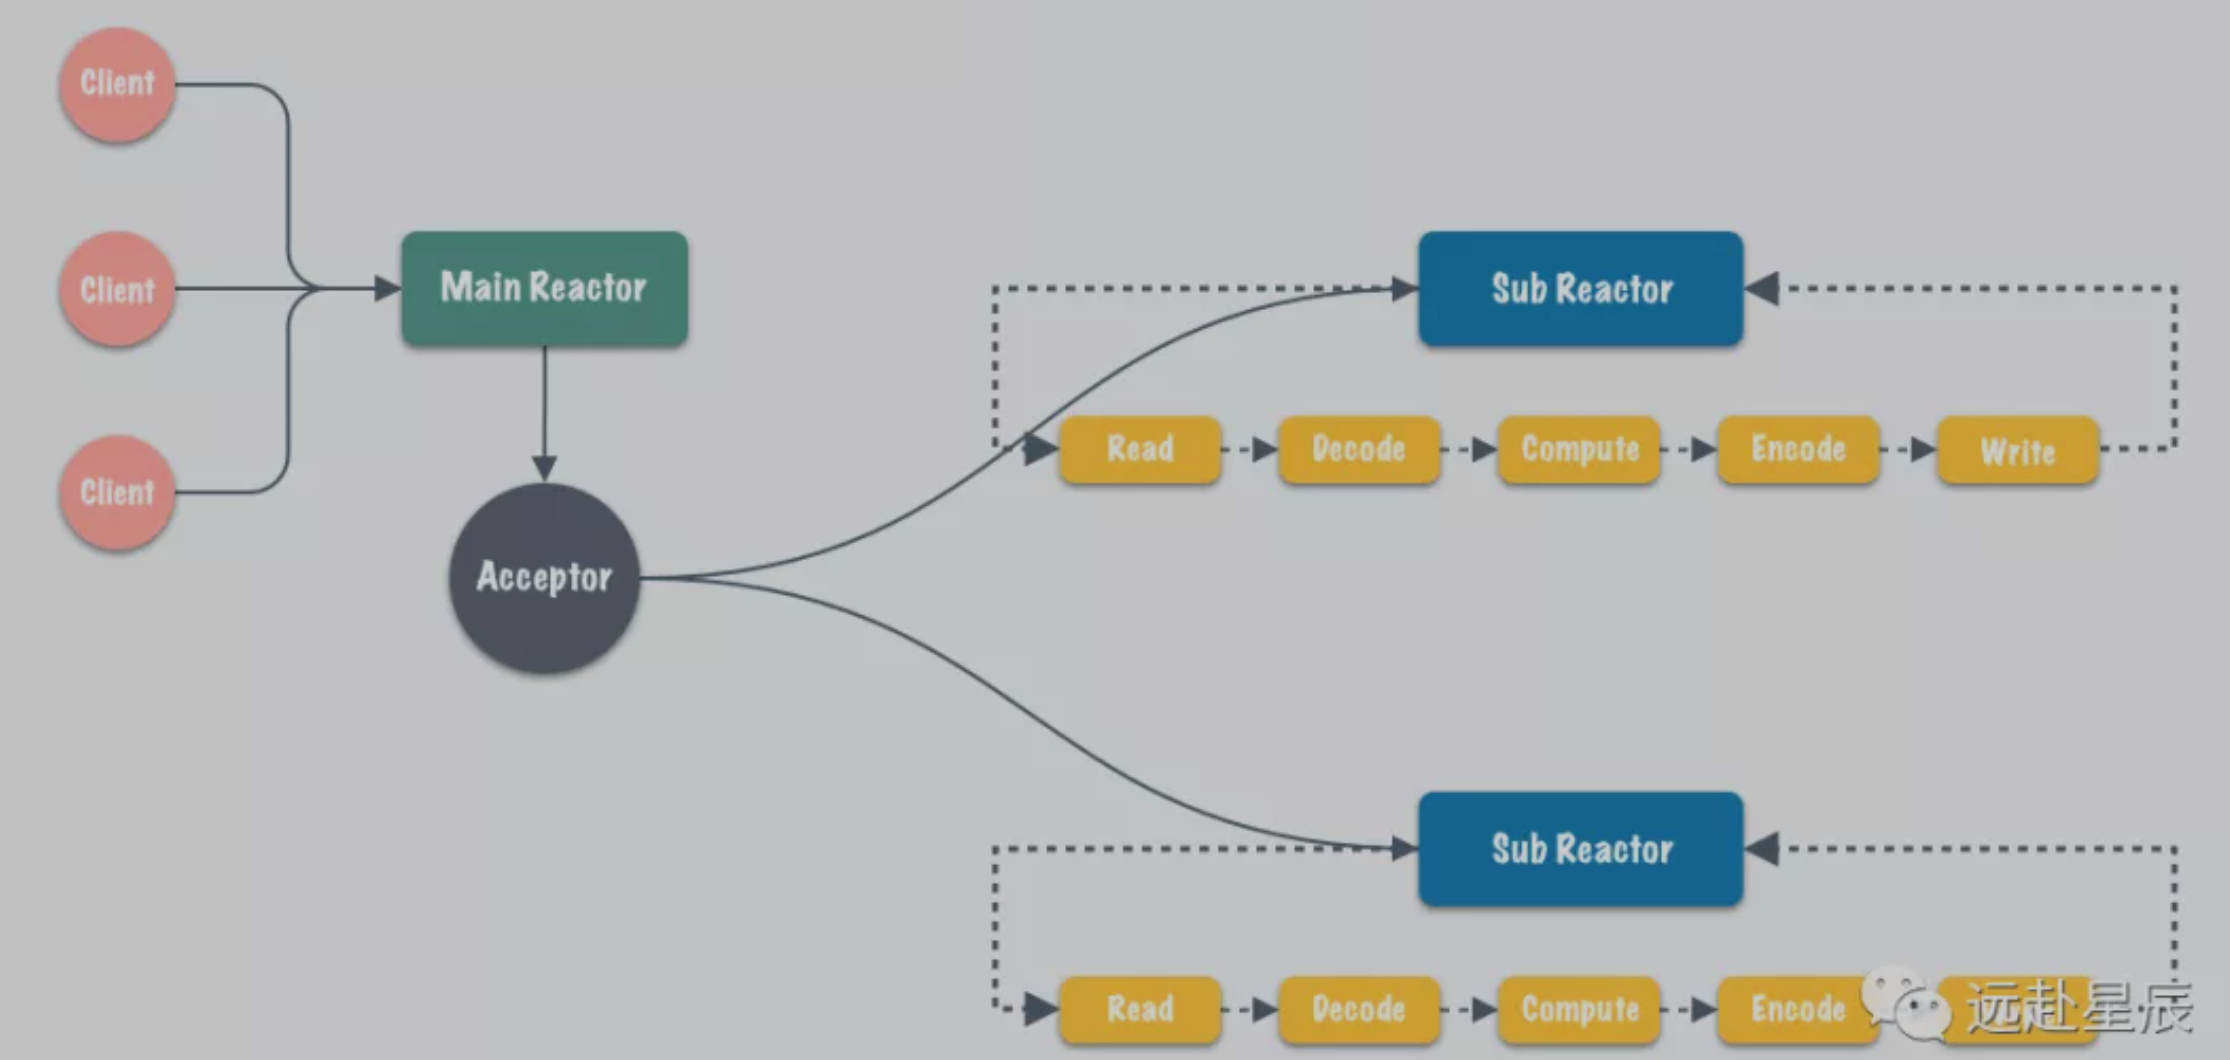 Client
Client
Client
Main Reactor
Acceptor
Sub Reactor
Read
Decode
Compute
Encode
Write
Sub Reactor
Read
Decode
Compute
Encode
远赴星辰